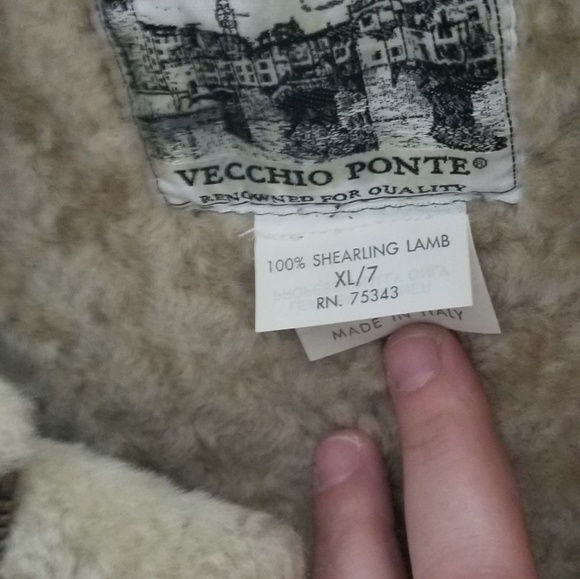 VECCHIO PONTE®
RENOWNED FOR QUALITY
100% SHEARLING LAMB
XL/7
RN. 75343
MADE IN ITALY